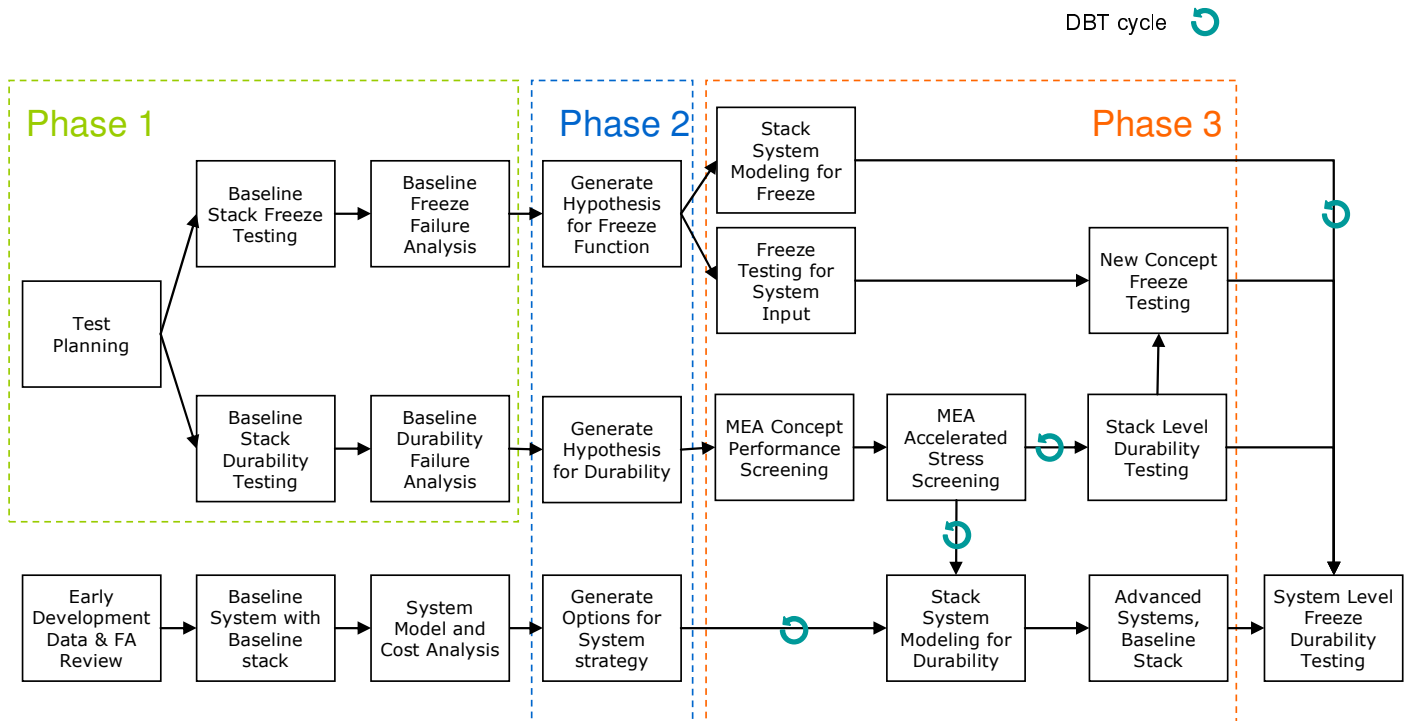 DBT cycle
Phase 1
Phase 2
Phase 3
Test
Planning
Baseline
Stack Freeze
Testing
Baseline
Freeze
Failure
Analysis
Generate
Hypothesis
for Freeze
Function
Stack
System
Modeling for
Freeze
Freeze
Testing for
System
Input
New Concept
Freeze
Testing
Baseline
Stack
Durability
Testing
Baseline
Durability
Failure
Analysis
Generate
Hypothesis
for Durability
MEA Concept
Performance
Screening
MEA
Accelerated
Stress
Screening
Stack Level
Durability
Testing
Early
Development
Data & FA
Review
Baseline
System with
Baseline
stack
System
Model and
Cost Analysis
Generate
Options for
System
strategy
Stack
System
Modeling for
Durability
Advanced
Systems,
Baseline
Stack
System Level
Freeze
Durability
Testing